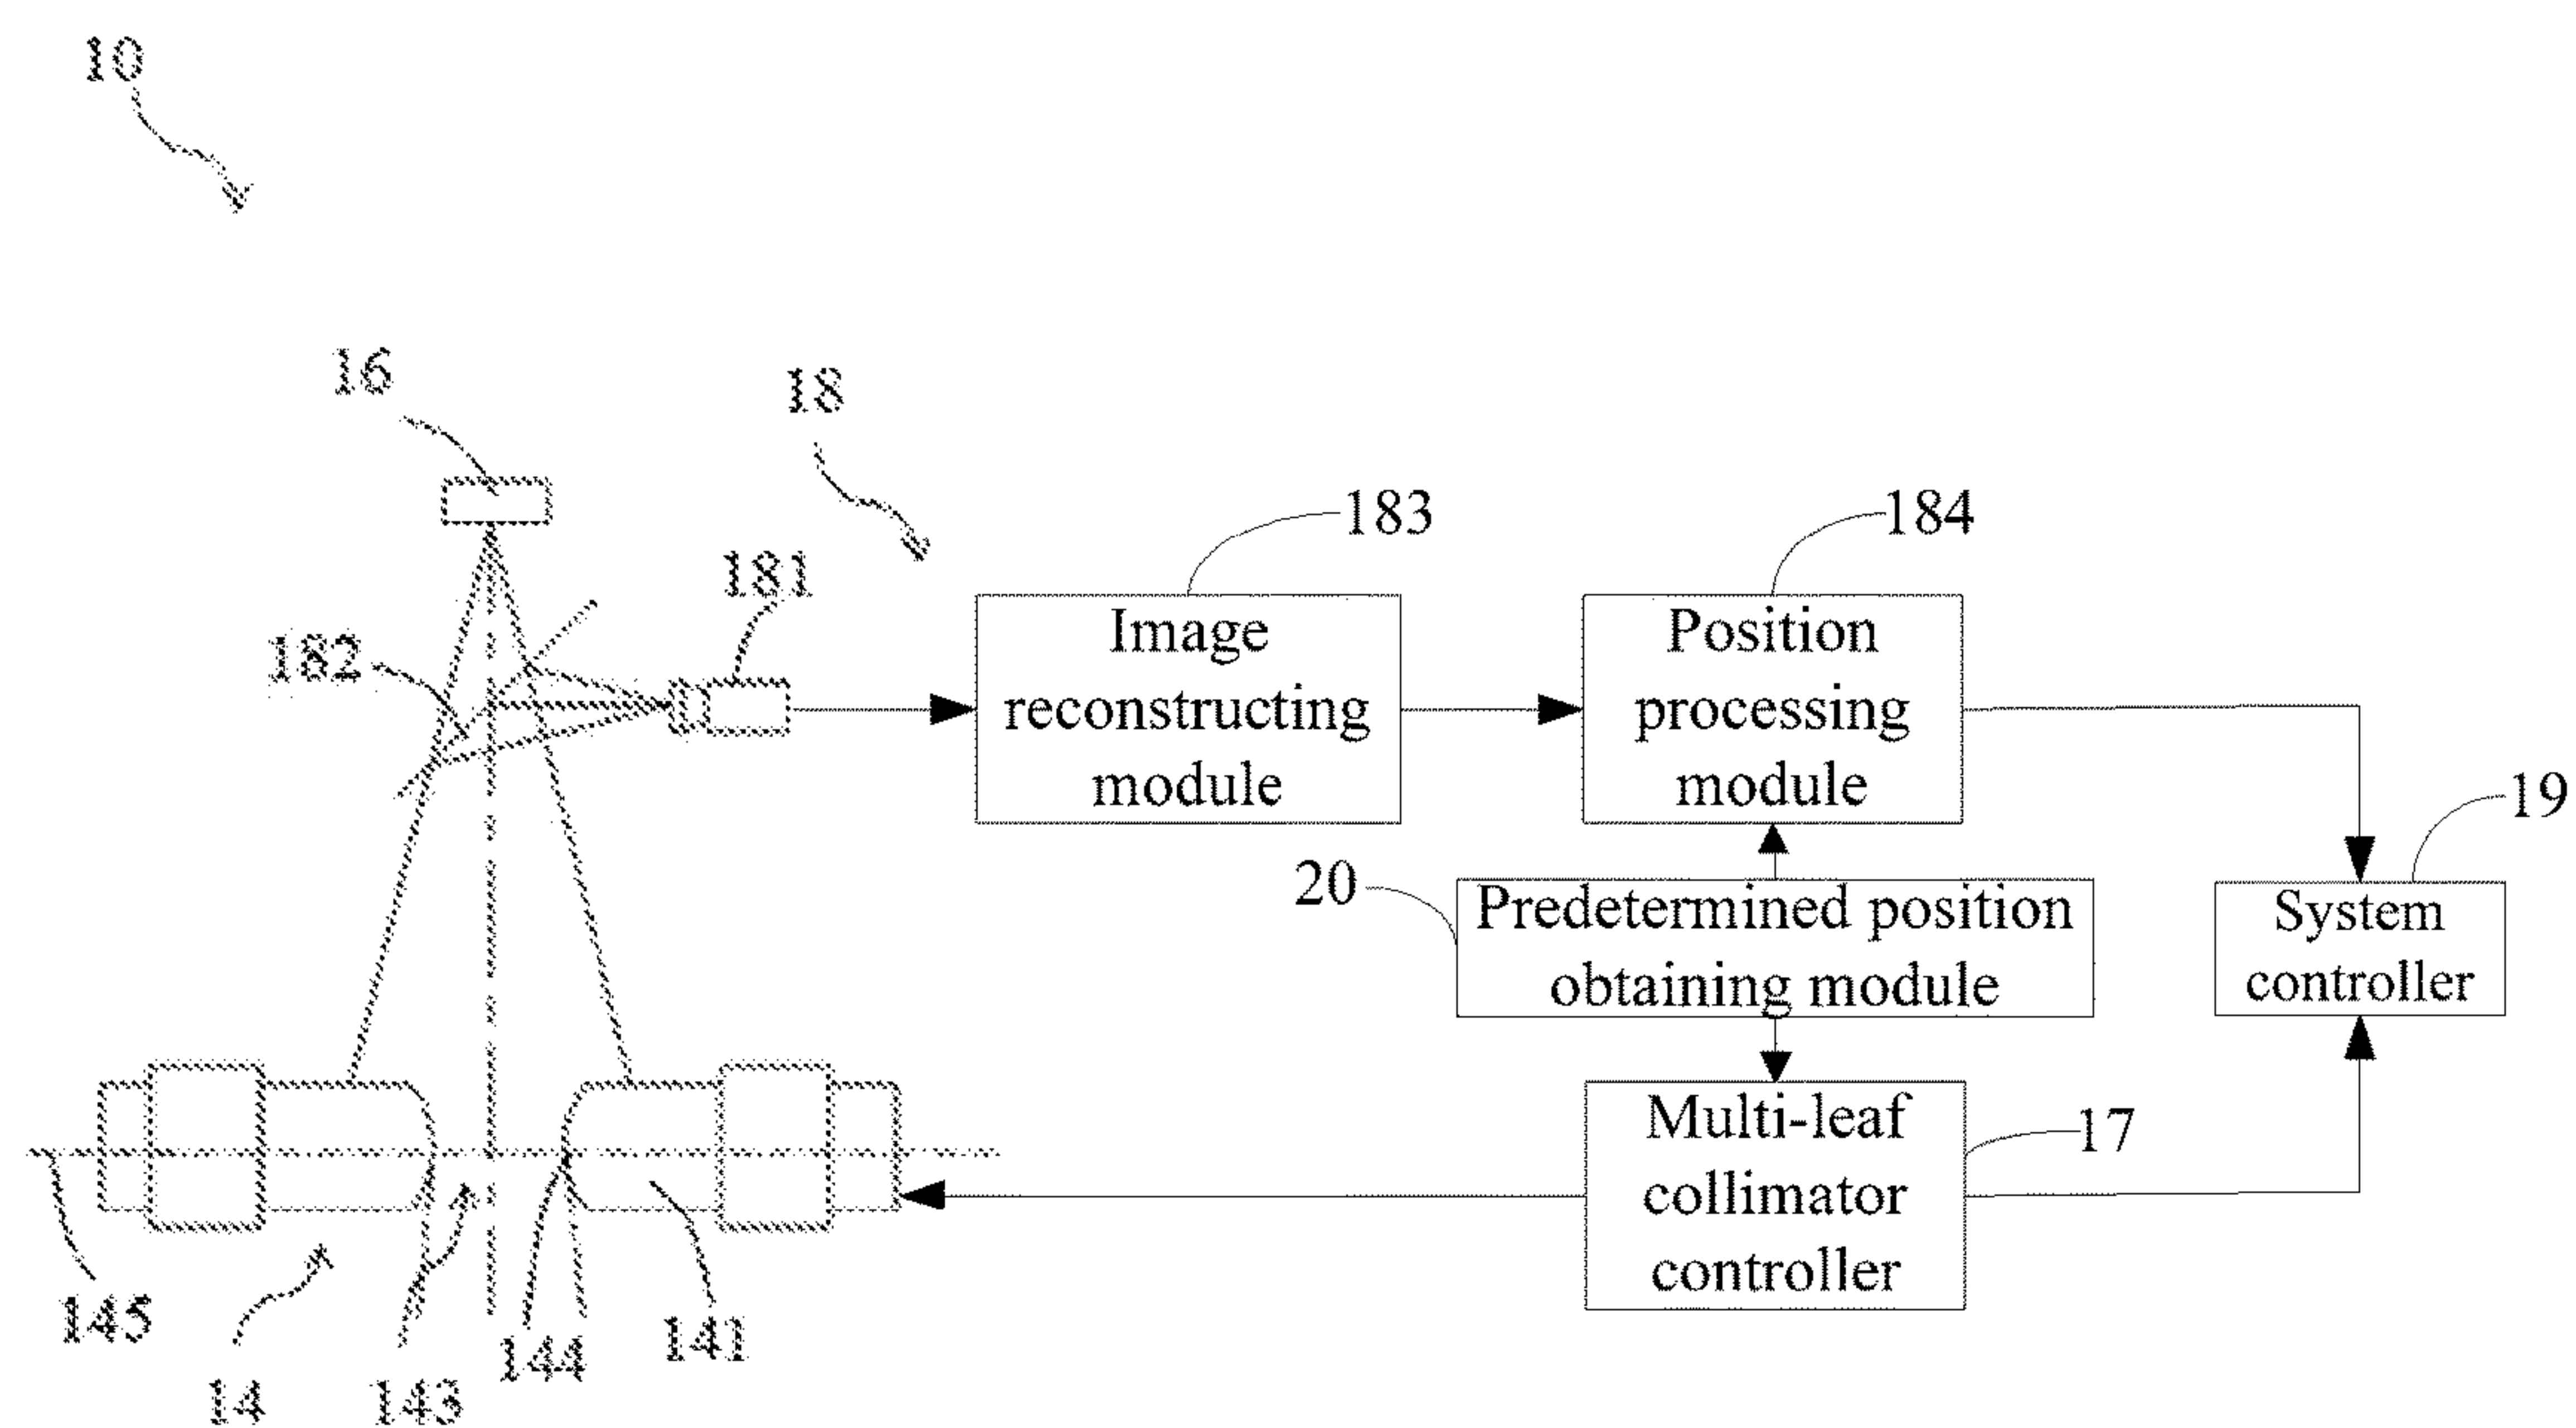 10
16
18
183
184
181
182
Image
reconstructing
module
Position
processing
module
19
20
Predetermined position
obtaining module
System
controller
Multi-leaf
collimator
controller
17
145
14
143
144
141